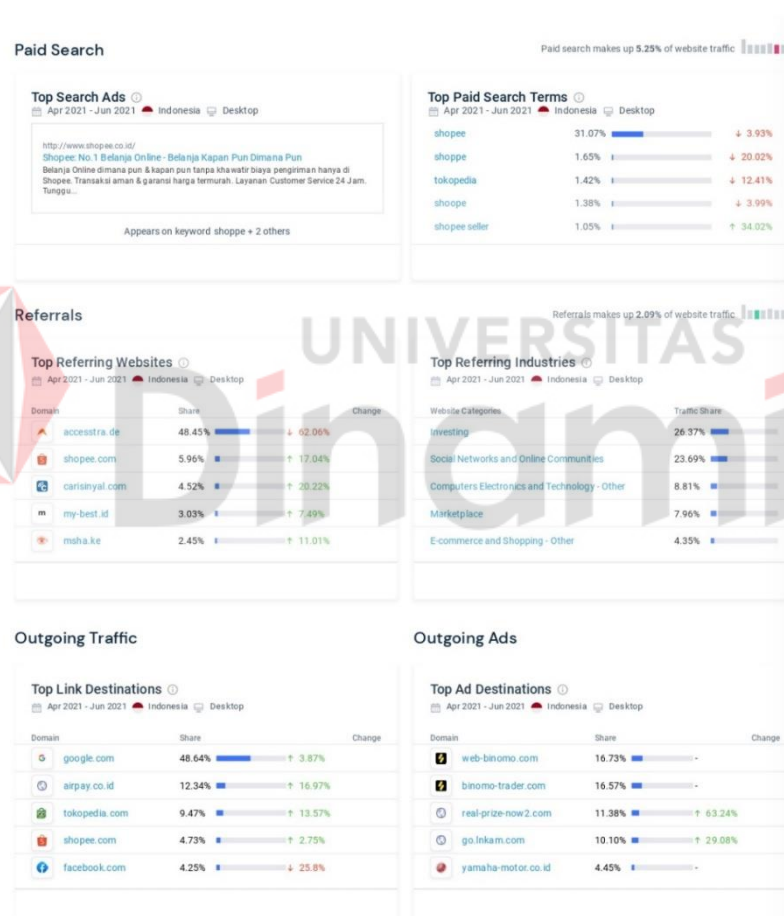 Paid Search
Paid search makes up 5.25% of website traffic
Top Search Ads
Apr 2021 - Jun 2021 Indonesia Desktop
http://www.shopee.co.id/
Shopee: No.1 Belanja Online - Belanja Kapan Pun Dimana Pun
Belanja Online dimana pun & kapan pun tanpa khawatir biaya pengiriman hanya di
Shopee. Transaksi aman & garansi harga termurah. Layanan Customer Service 24 Jam.
Tunggu...
Appears on keyword shoppe + 2 others
Top Paid Search Terms
Apr 2021 - Jun 2021 Indonesia Desktop
shopee 31.07% ↓ 3.93%
shoppe 1.65% ↓ 20.02%
tokopedia 1.42% ↓ 12.41%
shoope 1.38% ↓ 3.99%
shopee seller 1.05% ↑ 34.02%
Referrals
Referrals makes up 2.09% of website traffic
UNIVERSITAS
Dinami
Top Referring Websites
Apr 2021 - Jun 2021 Indonesia Desktop
Domain Share Change
accesstra.de 48.45% ↓ 62.06%
shopee.com 5.96% ↑ 17.04%
carisinyal.com 4.52% ↑ 20.22%
m my-best.id 3.03% ↑ 7.49%
msha.ke 2.45% ↑ 11.01%
Top Referring Industries
Apr 2021 - Jun 2021 Indonesia Desktop
Website Categories Traffic Share
Investing 26.37%
Social Networks and Online Communities 23.69%
Computers Electronics and Technology - Other 8.81%
Marketplace 7.96%
E-commerce and Shopping - Other 4.35%
Outgoing Traffic
Top Link Destinations
Apr 2021 - Jun 2021 Indonesia Desktop
Domain Share Change
G google.com 48.64% ↑ 3.87%
airpay.co.id 12.34% ↑ 16.97%
tokopedia.com 9.47% ↑ 13.57%
shopee.com 4.73% ↑ 2.75%
facebook.com 4.25% ↓ 25.8%
Outgoing Ads
Top Ad Destinations
Apr 2021 - Jun 2021 Indonesia Desktop
Domain Share Change
web-binomo.com 16.73% -
binomo-trader.com 16.57% -
real-prize-now2.com 11.38% ↑ 63.24%
go.lnkam.com 10.10% ↑ 29.08%
yamaha-motor.co.id 4.45% -